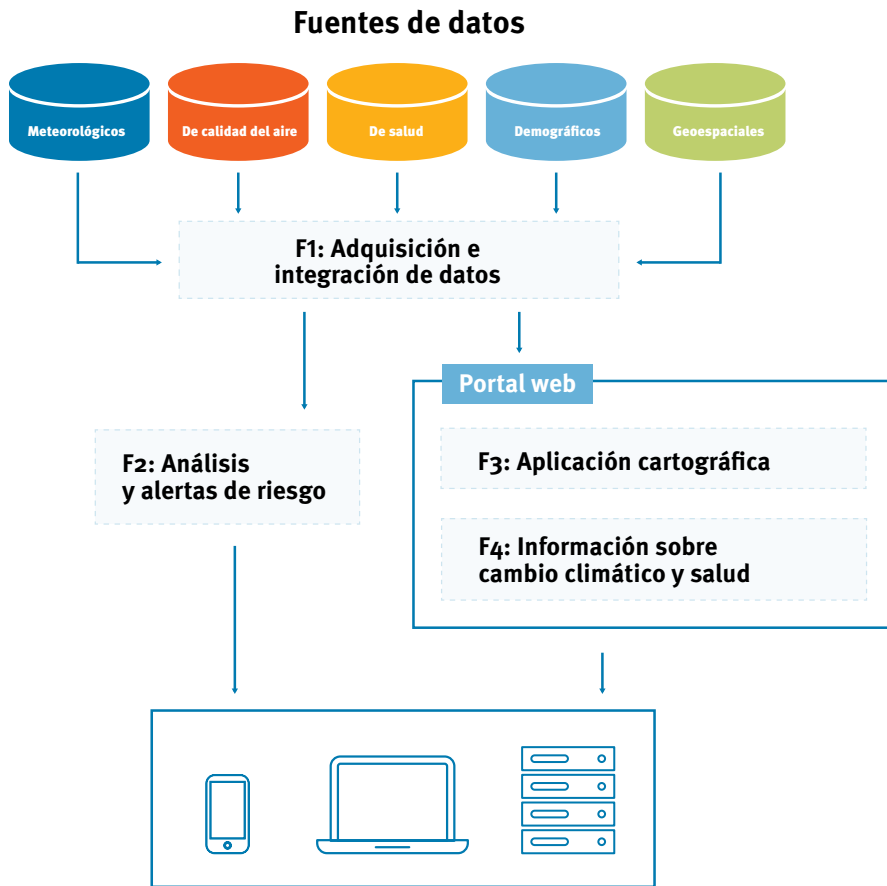 Fuentes de datos
Meteorológicos
De calidad del aire
De salud
Demográficos
Geoespaciales
F1: Adquisición e
integración de datos
Portal web
F2: Análisis
y alertas de riesgo
F3: Aplicación cartográfica
F4: Información sobre
cambio climático y salud